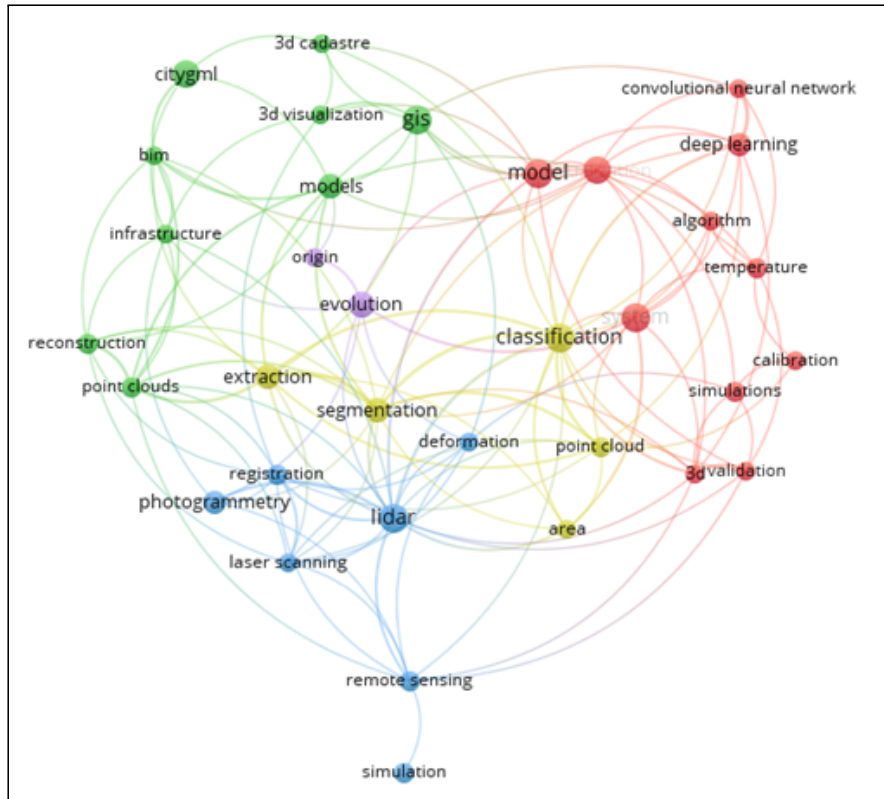 3d cadastre
citygml
convolutional neural network
3d visualization
gis
deep learning
bim
model
models
algorithm
infrastructure
origin
temperature
evolution
system
classification
reconstruction
calibration
extraction
point clouds
simulations
segmentation
deformation
point cloud
registration
3d
validation
photogrammetry
lidar
area
laser scanning
remote sensing
simulation